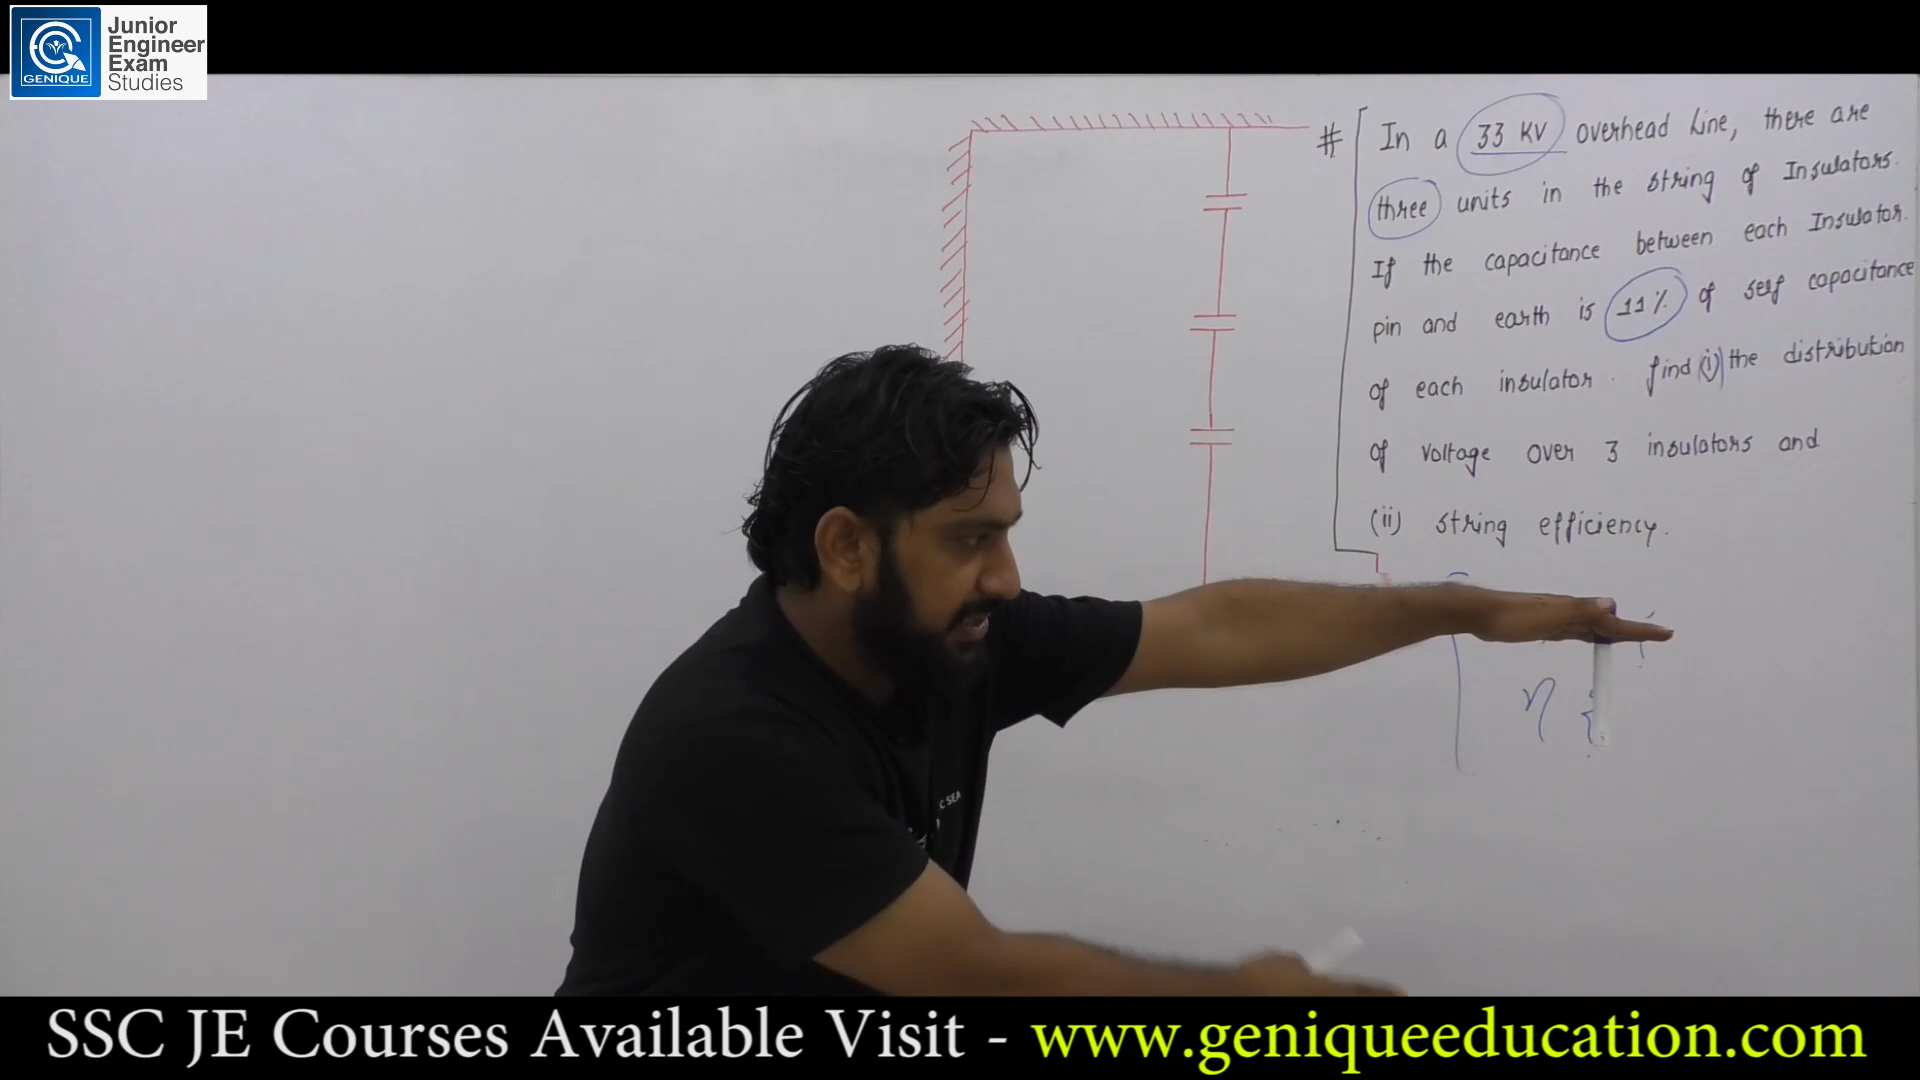 Junior
Engineer
Exam
Studies
GENIQUE
# In a 33 KV overhead line, there are
three units in the string of Insulators.
If the capacitance between each Insulator
pin and earth is 11% of self capacitance
of each insulator. find (i) the distribution
of voltage over 3 insulators and
(ii) string efficiency.
η {
C SEA
SSC JE Courses Available Visit - www.geniqueeducation.com